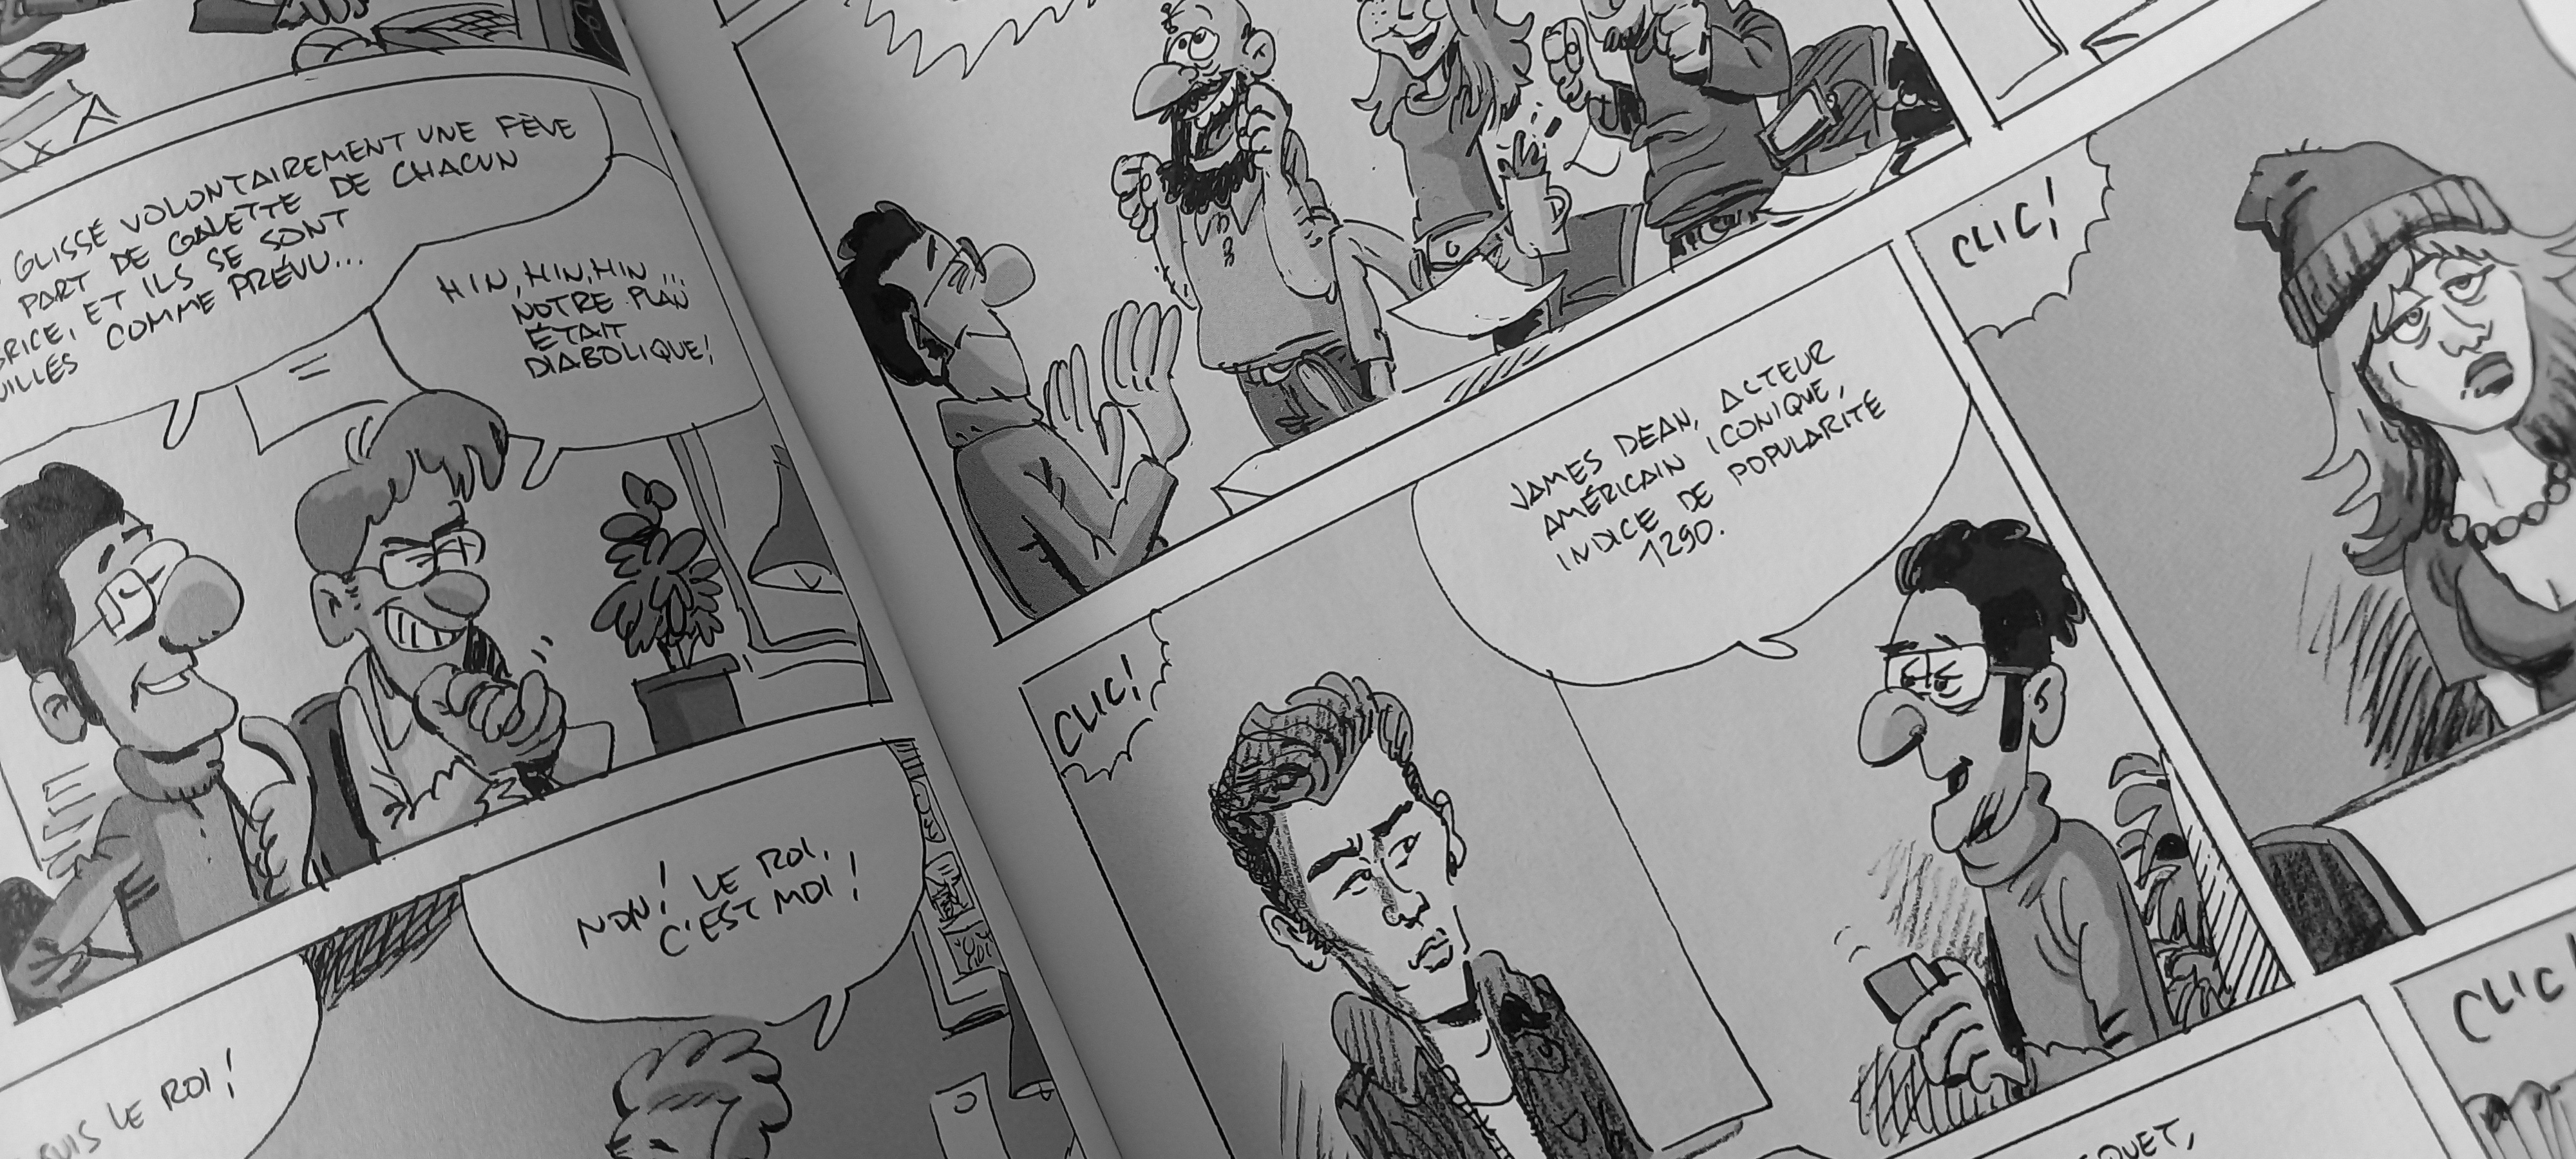 GLISSÉ VOLONTAIREMENT UNE FÈVE
PART DE GALETTE DE CHACUN
ET ILS SE SONT
COMME PRÉVU...
HIN, HIN, HIN...
NOTRE PLAN
ÉTAIT
DIABOLIQUE!
SUIS LE ROI!
NON! LE ROI,
C'EST MOI!
CLIC!
JAMES DEAN, ACTEUR
AMÉRICAIN ICONIQUE,
INDICE DE POPULARITÉ
1290.
CLIC!
CLIC!